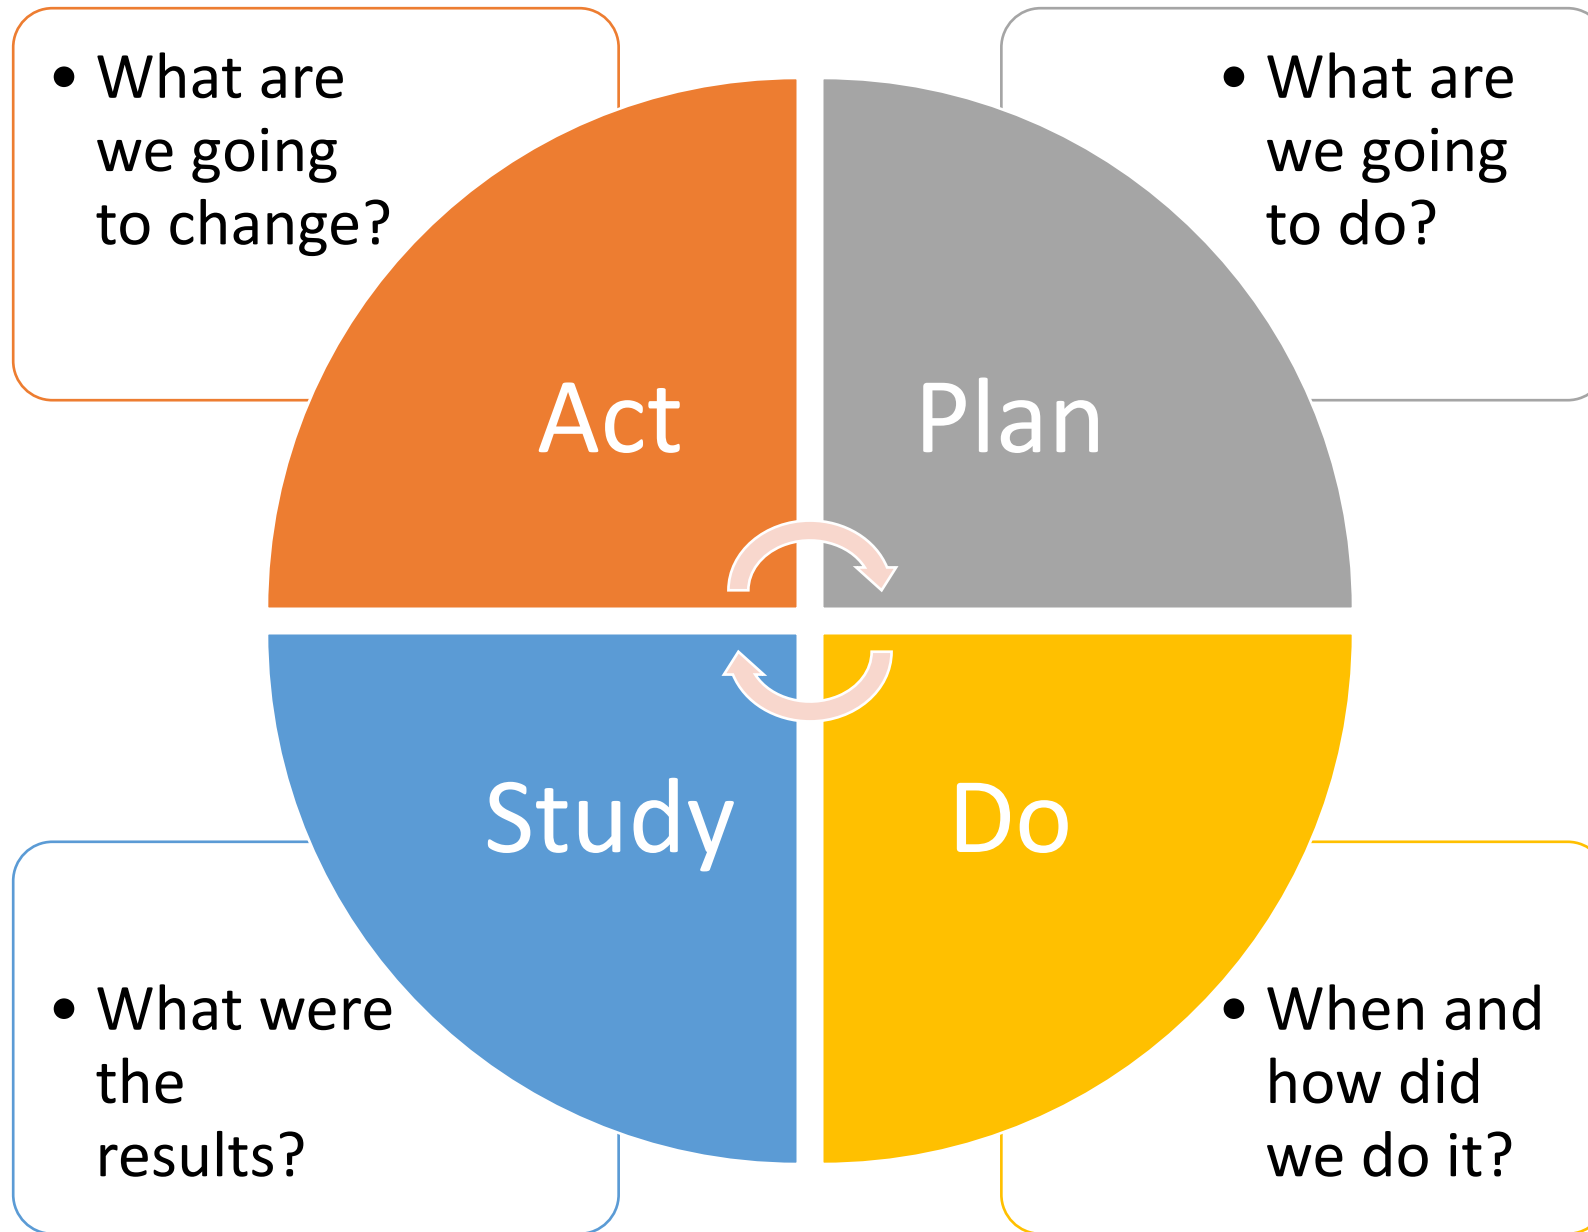 • What are
we going
to change?
• What are
we going
to do?
Act
Plan
Study
Do
• What were
the
results?
• When and
how did
we do it?